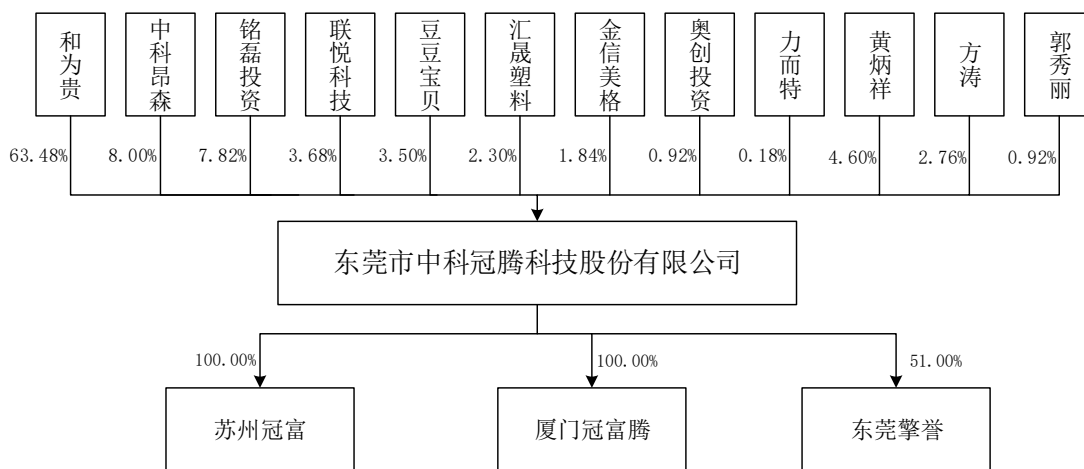 和为贵
中科昂森
铭磊投资
联悦科技
豆豆宝贝
汇晟塑料
金信美格
奥创投资
力而特
黄炳祥
方涛
郭秀丽
63.48%
8.00%
7.82%
3.68%
3.50%
2.30%
1.84%
0.92%
0.18%
4.60%
2.76%
0.92%
东莞市中科冠腾科技股份有限公司
100.00%
100.00%
51.00%
苏州冠富
厦门冠富腾
东莞擎誉